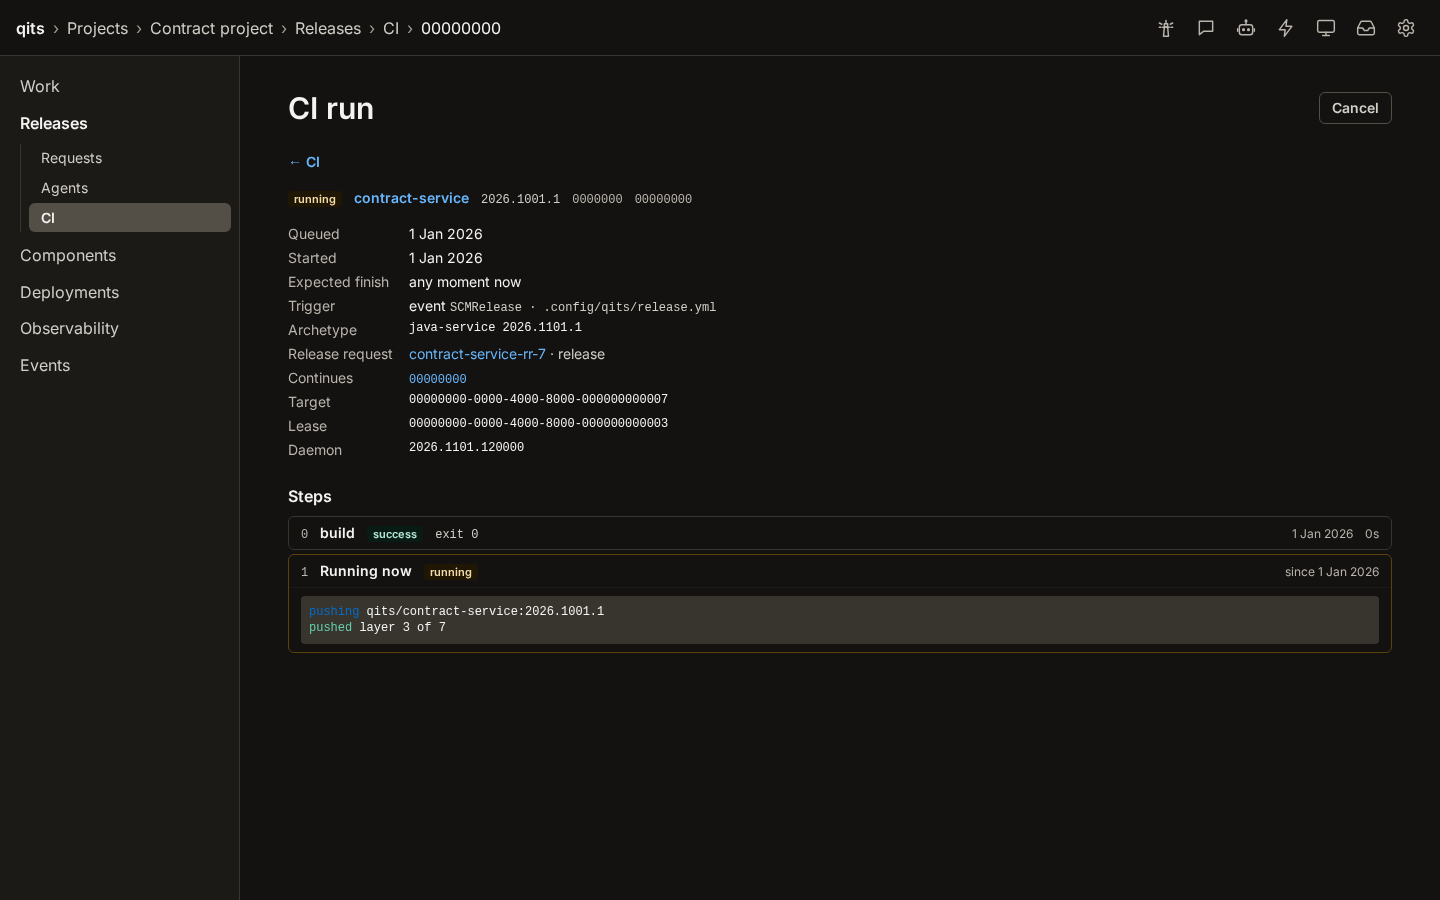 qits › Projects › Contract project › Releases › CI › 00000000
Work
Releases
Requests
Agents
CI
Components
Deployments
Observability
Events
CI run
Cancel
← CI
running contract-service 2026.1001.1 0000000 00000000
Queued 1 Jan 2026
Started 1 Jan 2026
Expected finish any moment now
Trigger event SCMRelease · .config/qits/release.yml
Archetype java-service 2026.1101.1
Release request contract-service-rr-7 · release
Continues 00000000
Target 00000000-0000-4000-8000-000000000007
Lease 00000000-0000-4000-8000-000000000003
Daemon 2026.1101.120000
Steps
0 build success exit 0 1 Jan 2026 0s
1 Running now running since 1 Jan 2026
pushing qits/contract-service:2026.1001.1
pushed layer 3 of 7